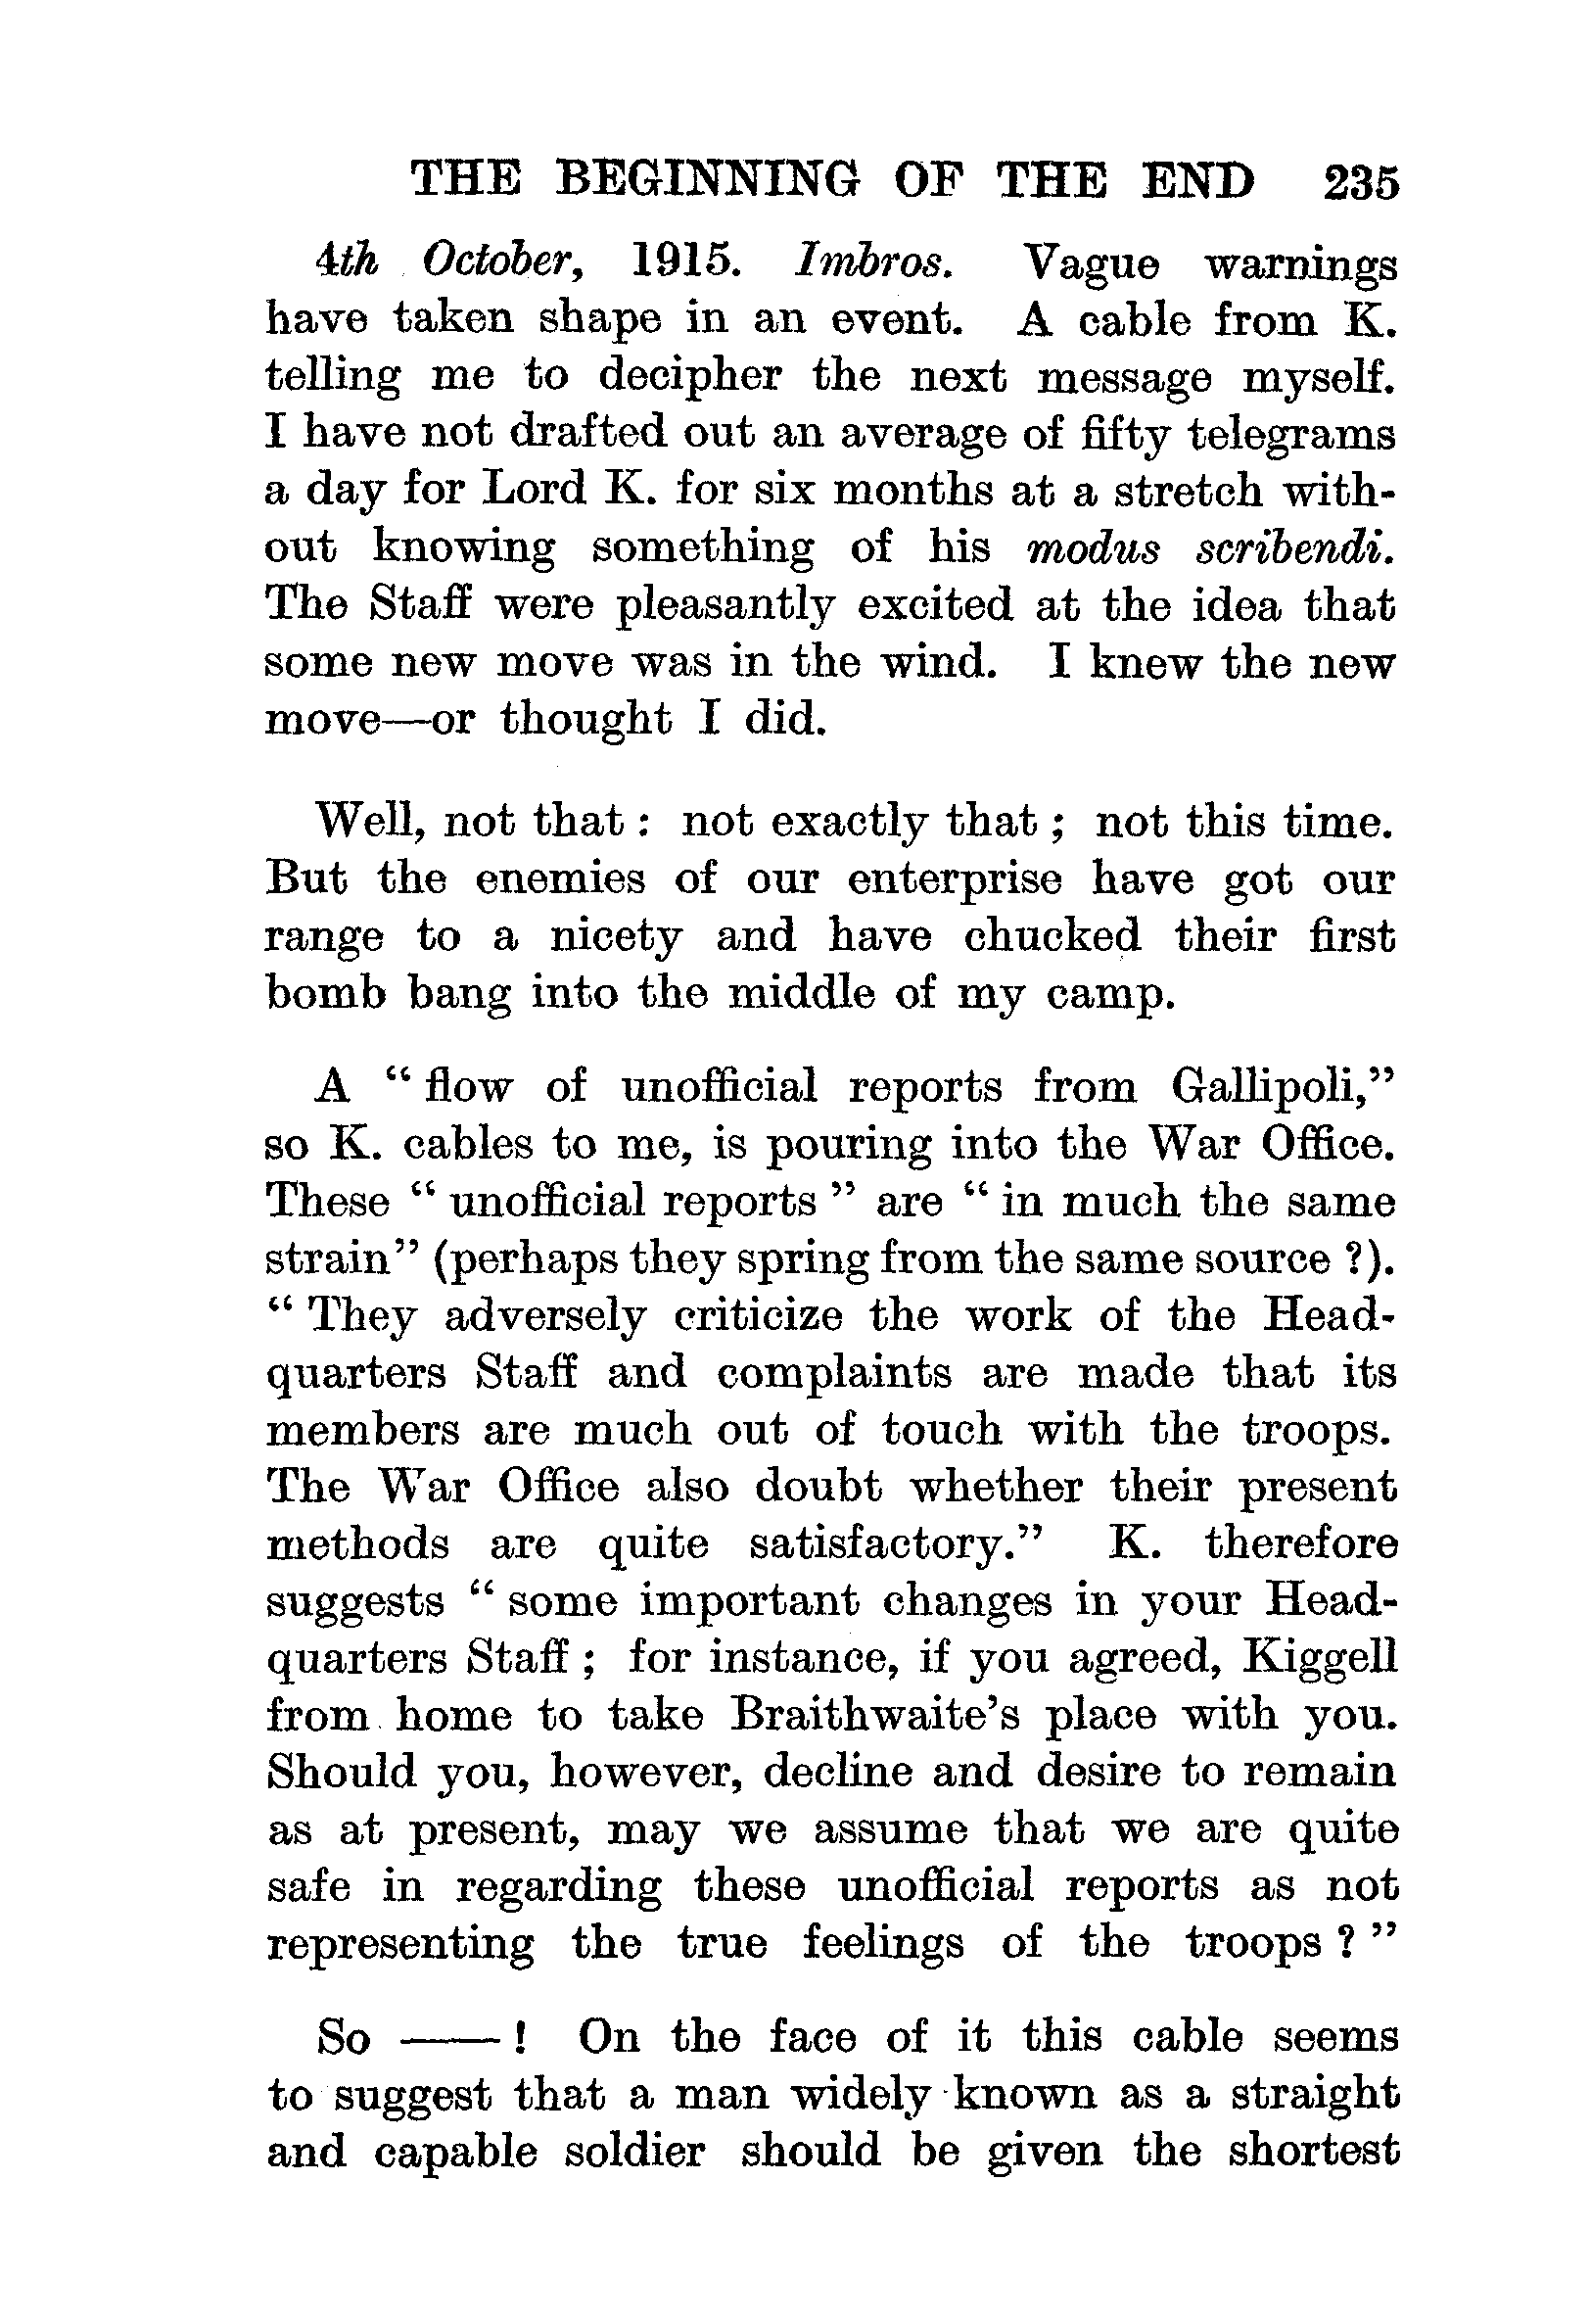 THE BEGINNING OF THE END 235
4th October, 1915. Imbros. Vague warnings
have taken shape in an event. A cable from K.
telling me to decipher the next message myself.
I have not drafted out an average of fifty telegrams
a day for Lord K. for six months at a stretch with-
out knowing something of his modus scribendi.
The Staff were pleasantly excited at the idea that
some new move was in the wind. I knew the new
move—or thought I did.
Well, not that : not exactly that ; not this time.
But the enemies of our enterprise have got our
range to a nicety and have chucked their first
bomb bang into the middle of my camp.
A “ flow of unofficial reports from Gallipoli,”
so K. cables to me, is pouring into the War Office.
These “ unofficial reports ” are “ in much the same
strain” (perhaps they spring from the same source ?).
“ They adversely criticize the work of the Head-
quarters Staff and complaints are made that its
members are much out of touch with the troops.
The War Office also doubt whether their present
methods are quite satisfactory.” K. therefore
suggests “ some important changes in your Head-
quarters Staff ; for instance, if you agreed, Kiggell
from home to take Braithwaite’s place with you.
Should you, however, decline and desire to remain
as at present, may we assume that we are quite
safe in regarding these unofficial reports as not
representing the true feelings of the troops ? ”
So —— ! On the face of it this cable seems
to suggest that a man widely known as a straight
and capable soldier should be given the shortest